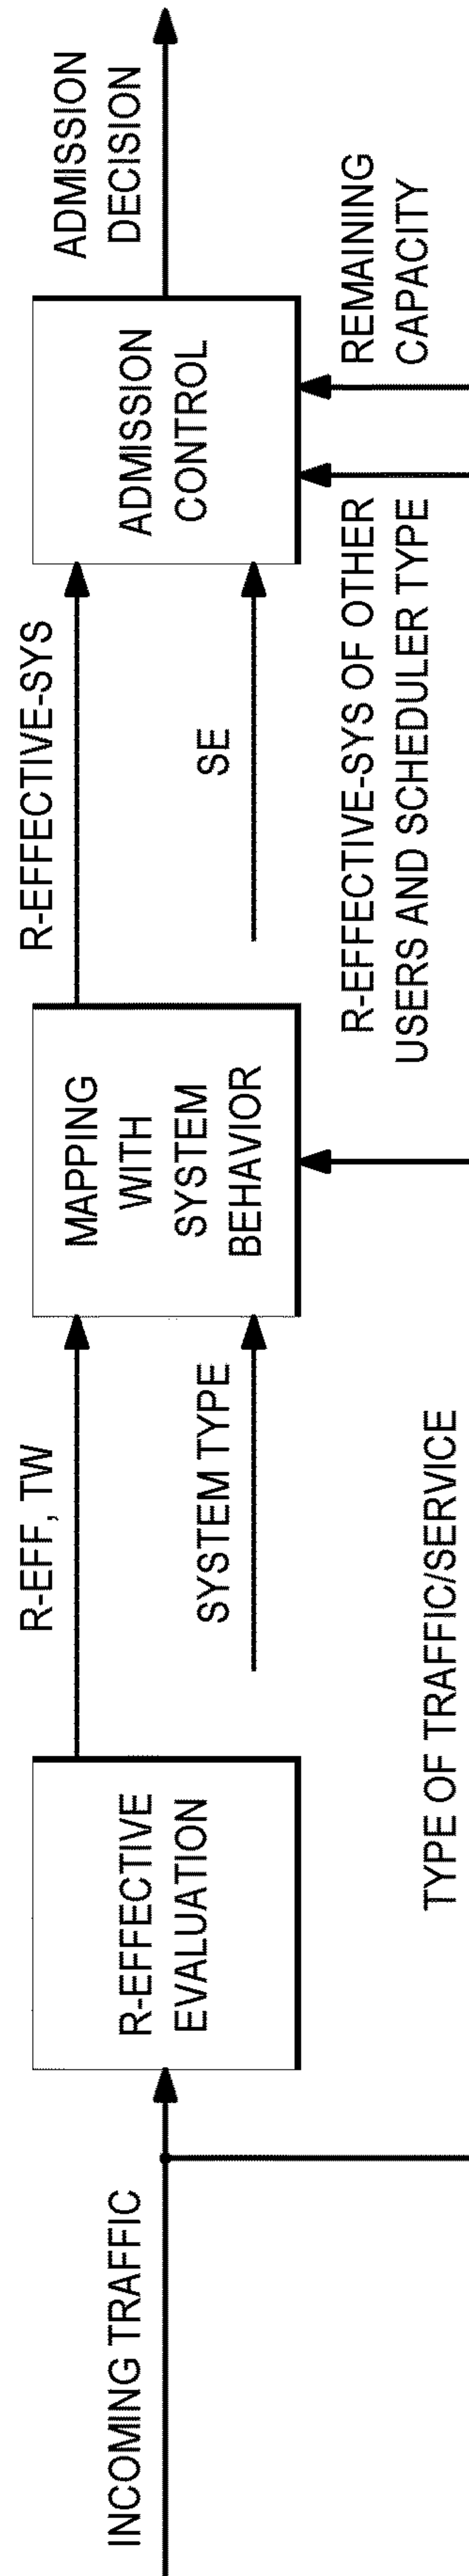 INCOMING TRAFFIC
R-EFFECTIVE
EVALUATION
R-EFF, TW
SYSTEM TYPE
TYPE OF TRAFFIC/SERVICE
MAPPING
WITH
SYSTEM
BEHAVIOR
R-EFFECTIVE-SYS
SE
R-EFFECTIVE-SYS OF OTHER
USERS AND SCHEDULER TYPE
ADMISSION
CONTROL
REMAINING
CAPACITY
ADMISSION
DECISION